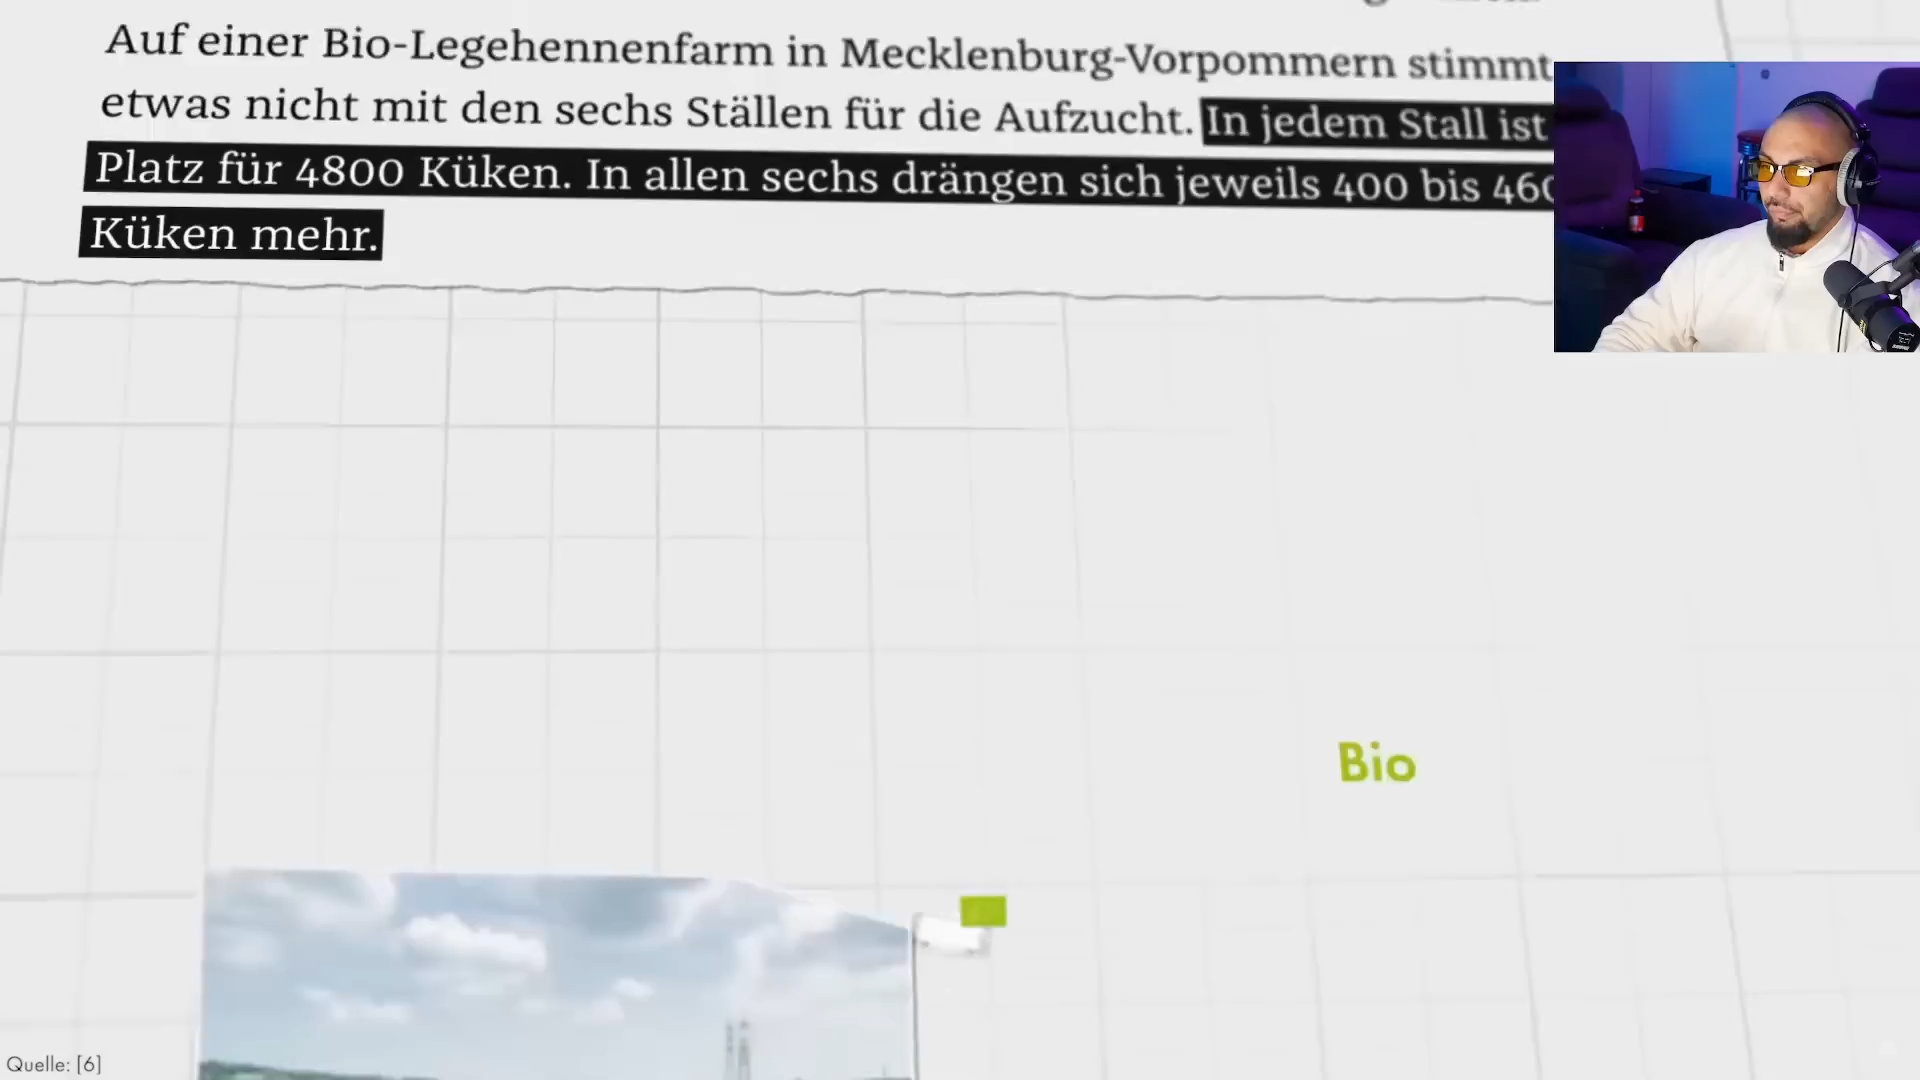 Auf einer Bio-Legehennenfarm in Mecklenburg-Vorpommern stimmt
etwas nicht mit den sechs Ställen für die Aufzucht. In jedem Stall ist
Platz für 4800 Küken. In allen sechs drängen sich jeweils 400 bis 460
Küken mehr.
Bio
Quelle: [6]